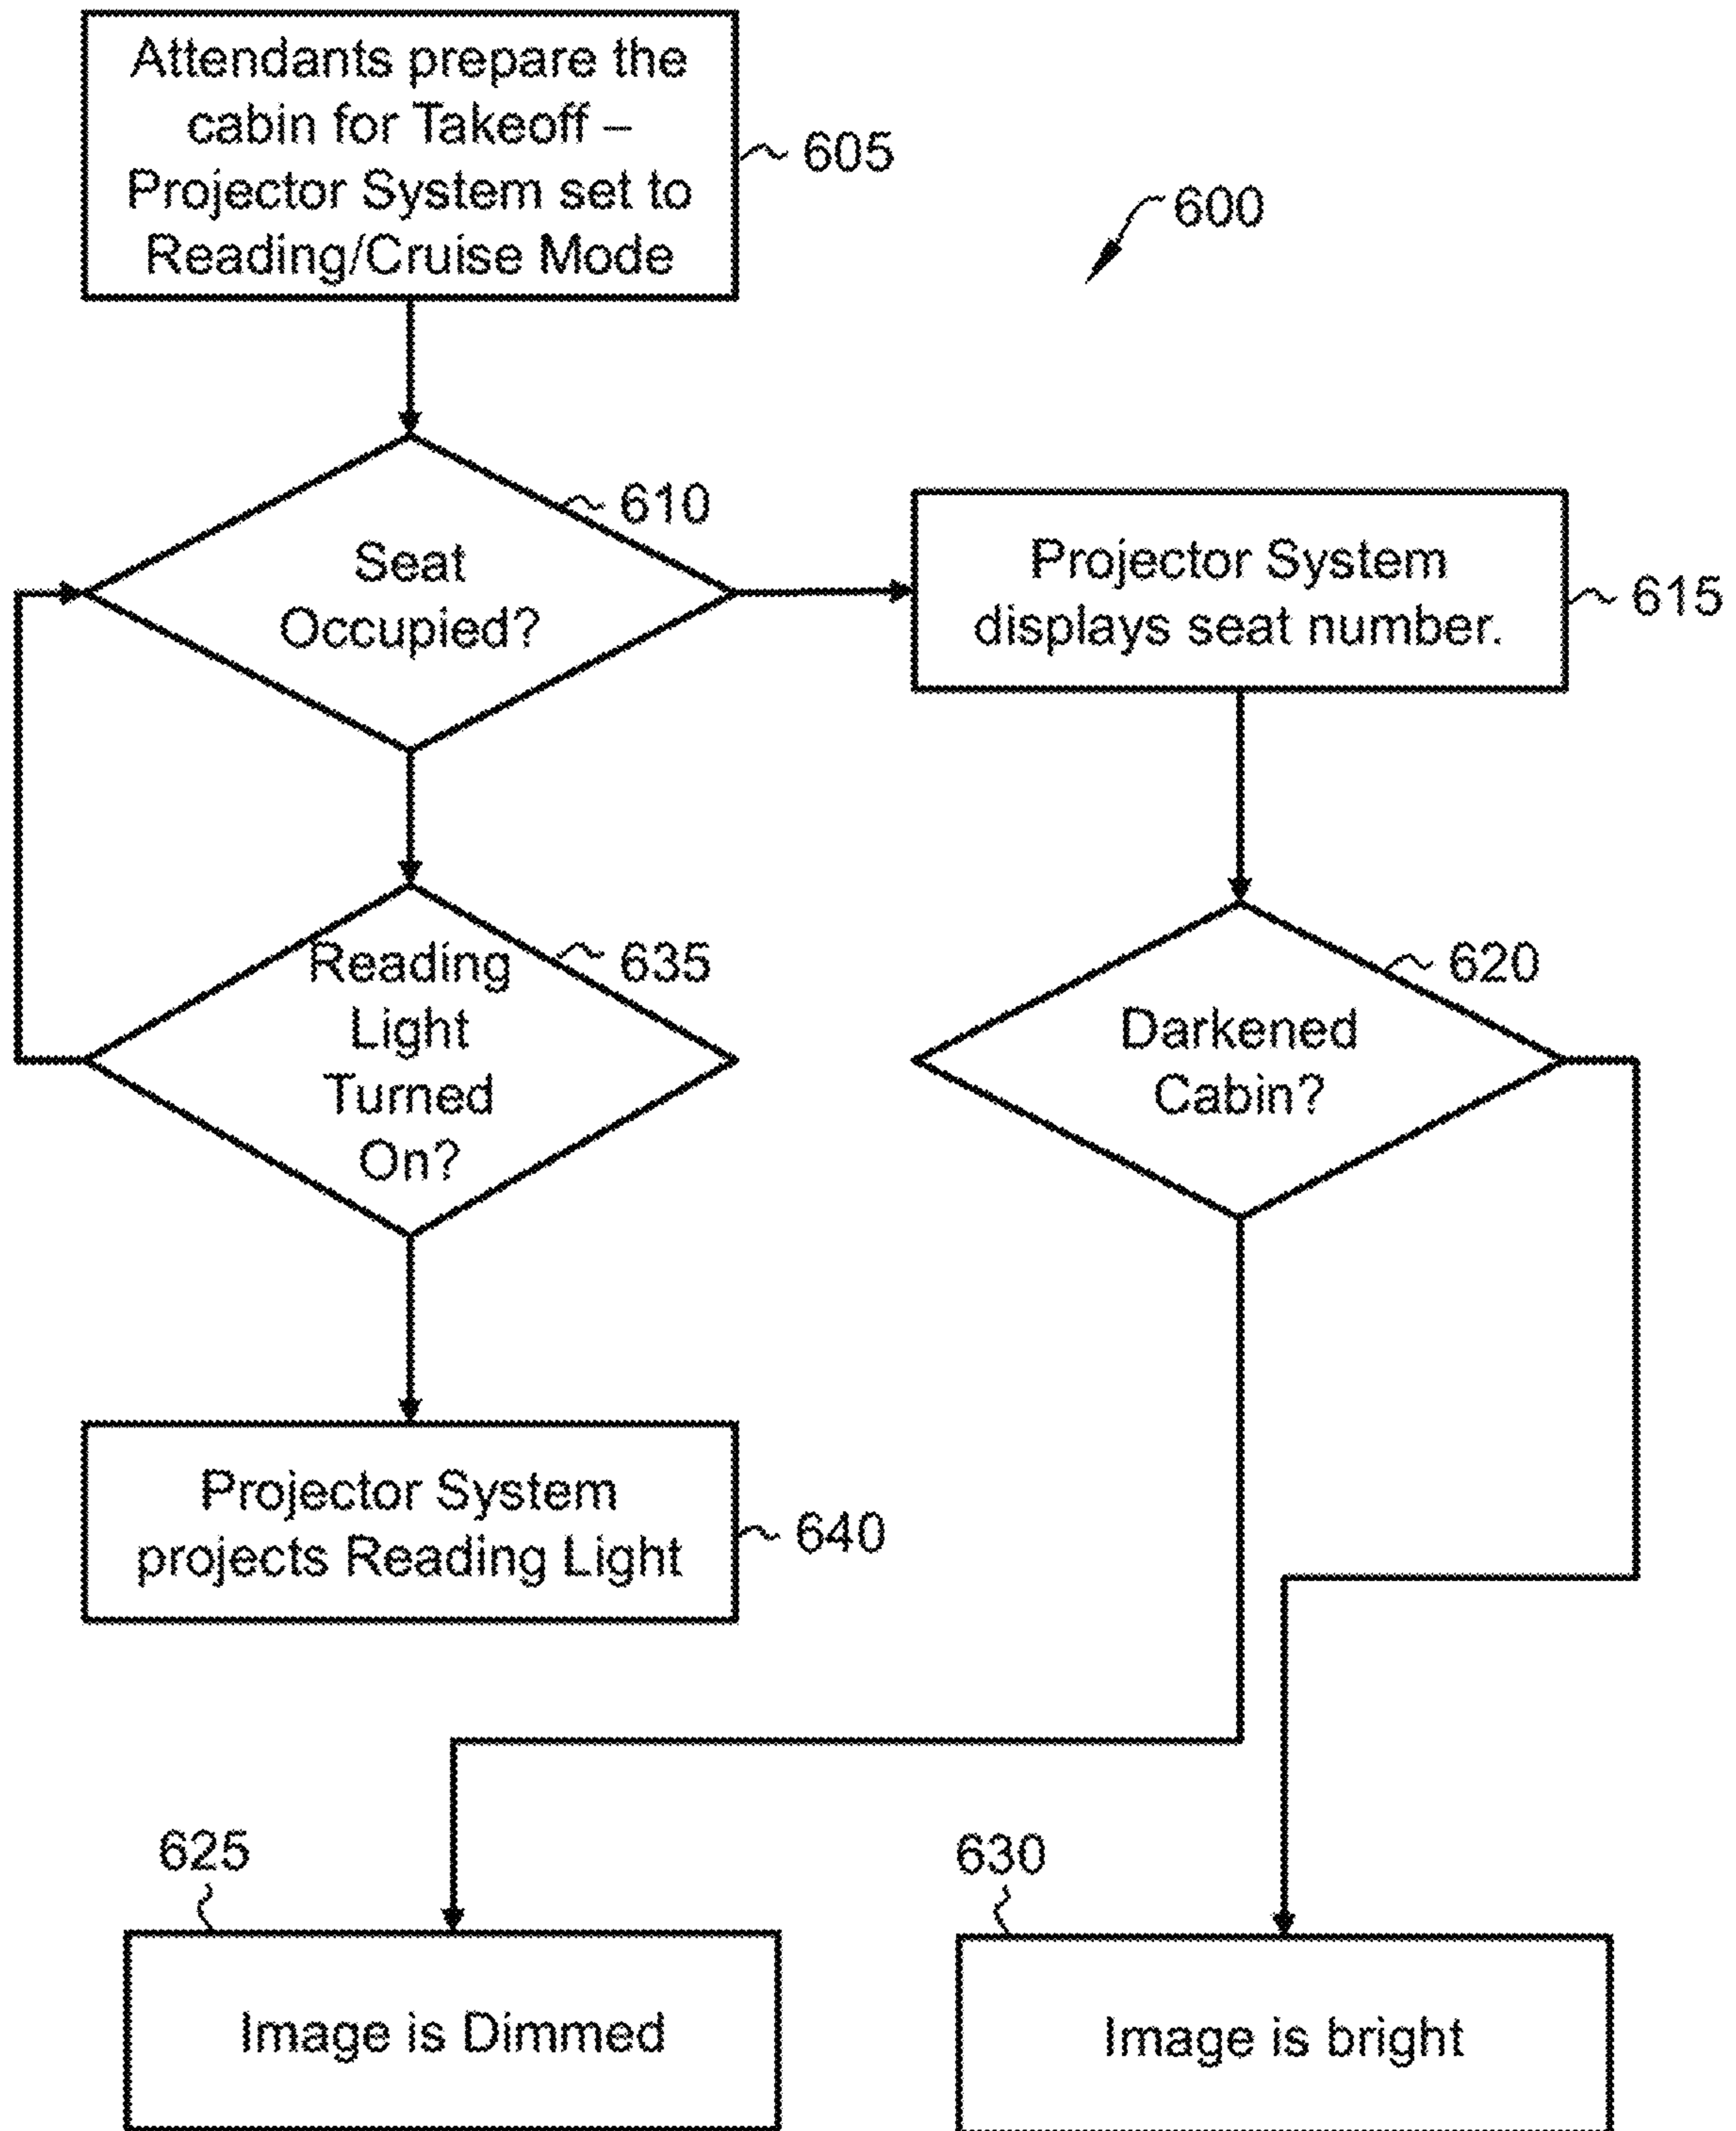 Attendants prepare the
cabin for Takeoff –
Projector System set to
Reading/Cruise Mode
605
600
610
Seat
Occupied?
Projector System
displays seat number.
615
635
Reading
Light
Turned
On?
620
Darkened
Cabin?
Projector System
projects Reading Light
640
625
Image is Dimmed
630
Image is bright